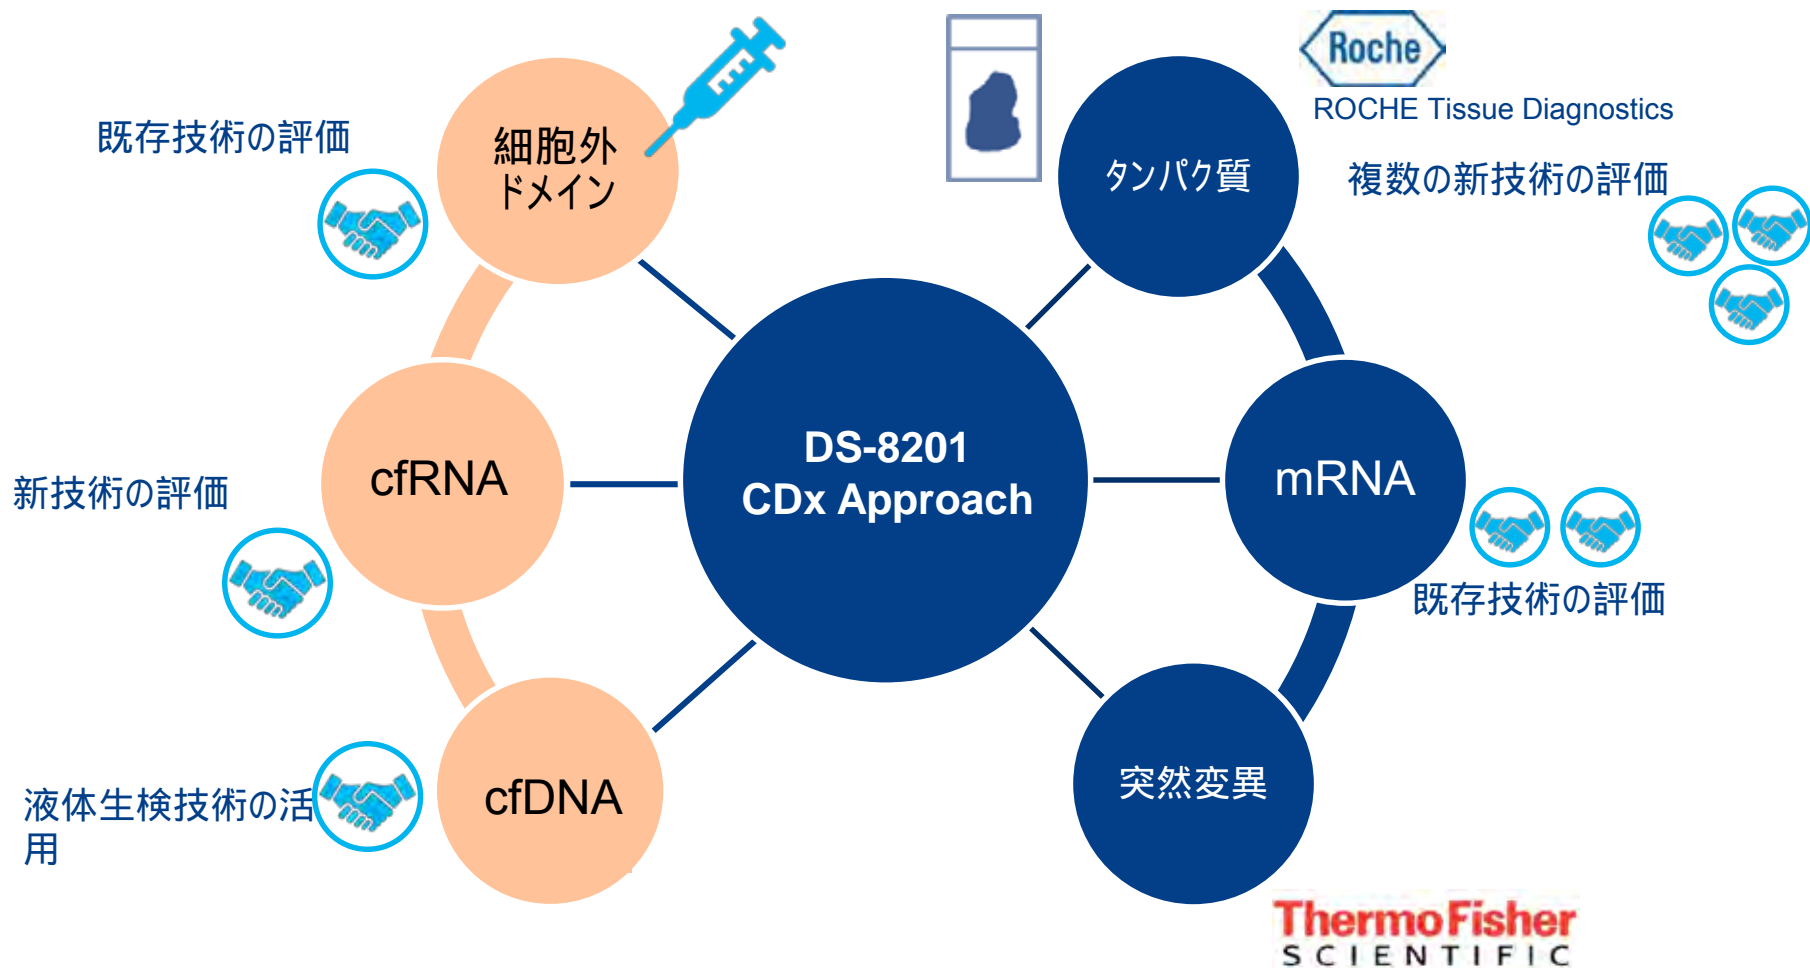 既存技術の評価
細胞外
ドメイン
Roche
ROCHE Tissue Diagnostics
タンパク質
複数の新技術の評価
新技術の評価
cfRNA
DS-8201
CDx Approach
mRNA
既存技術の評価
液体生検技術の活
用
cfDNA
突然変異
ThermoFisher
SCIENTIFIC